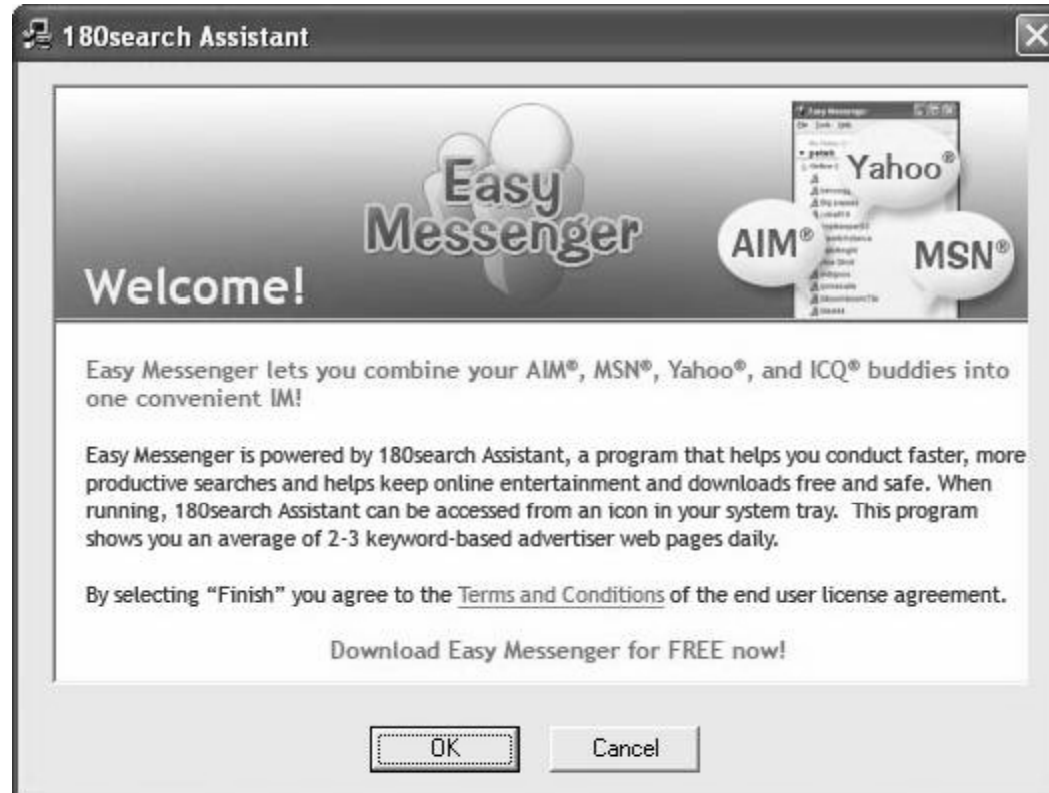 180search Assistant
Easy
Messenger
Yahoo®
AIM®
MSN®
Welcome!
Easy Messenger lets you combine your AIM®, MSN®, Yahoo®, and ICQ® buddies into
one convenient IM!
Easy Messenger is powered by 180search Assistant, a program that helps you conduct faster, more
productive searches and helps keep online entertainment and downloads free and safe. When
running, 180search Assistant can be accessed from an icon in your system tray. This program
shows you an average of 2-3 keyword-based advertiser web pages daily.
By selecting “Finish” you agree to the Terms and Conditions of the end user license agreement.
Download Easy Messenger for FREE now!
OK
Cancel